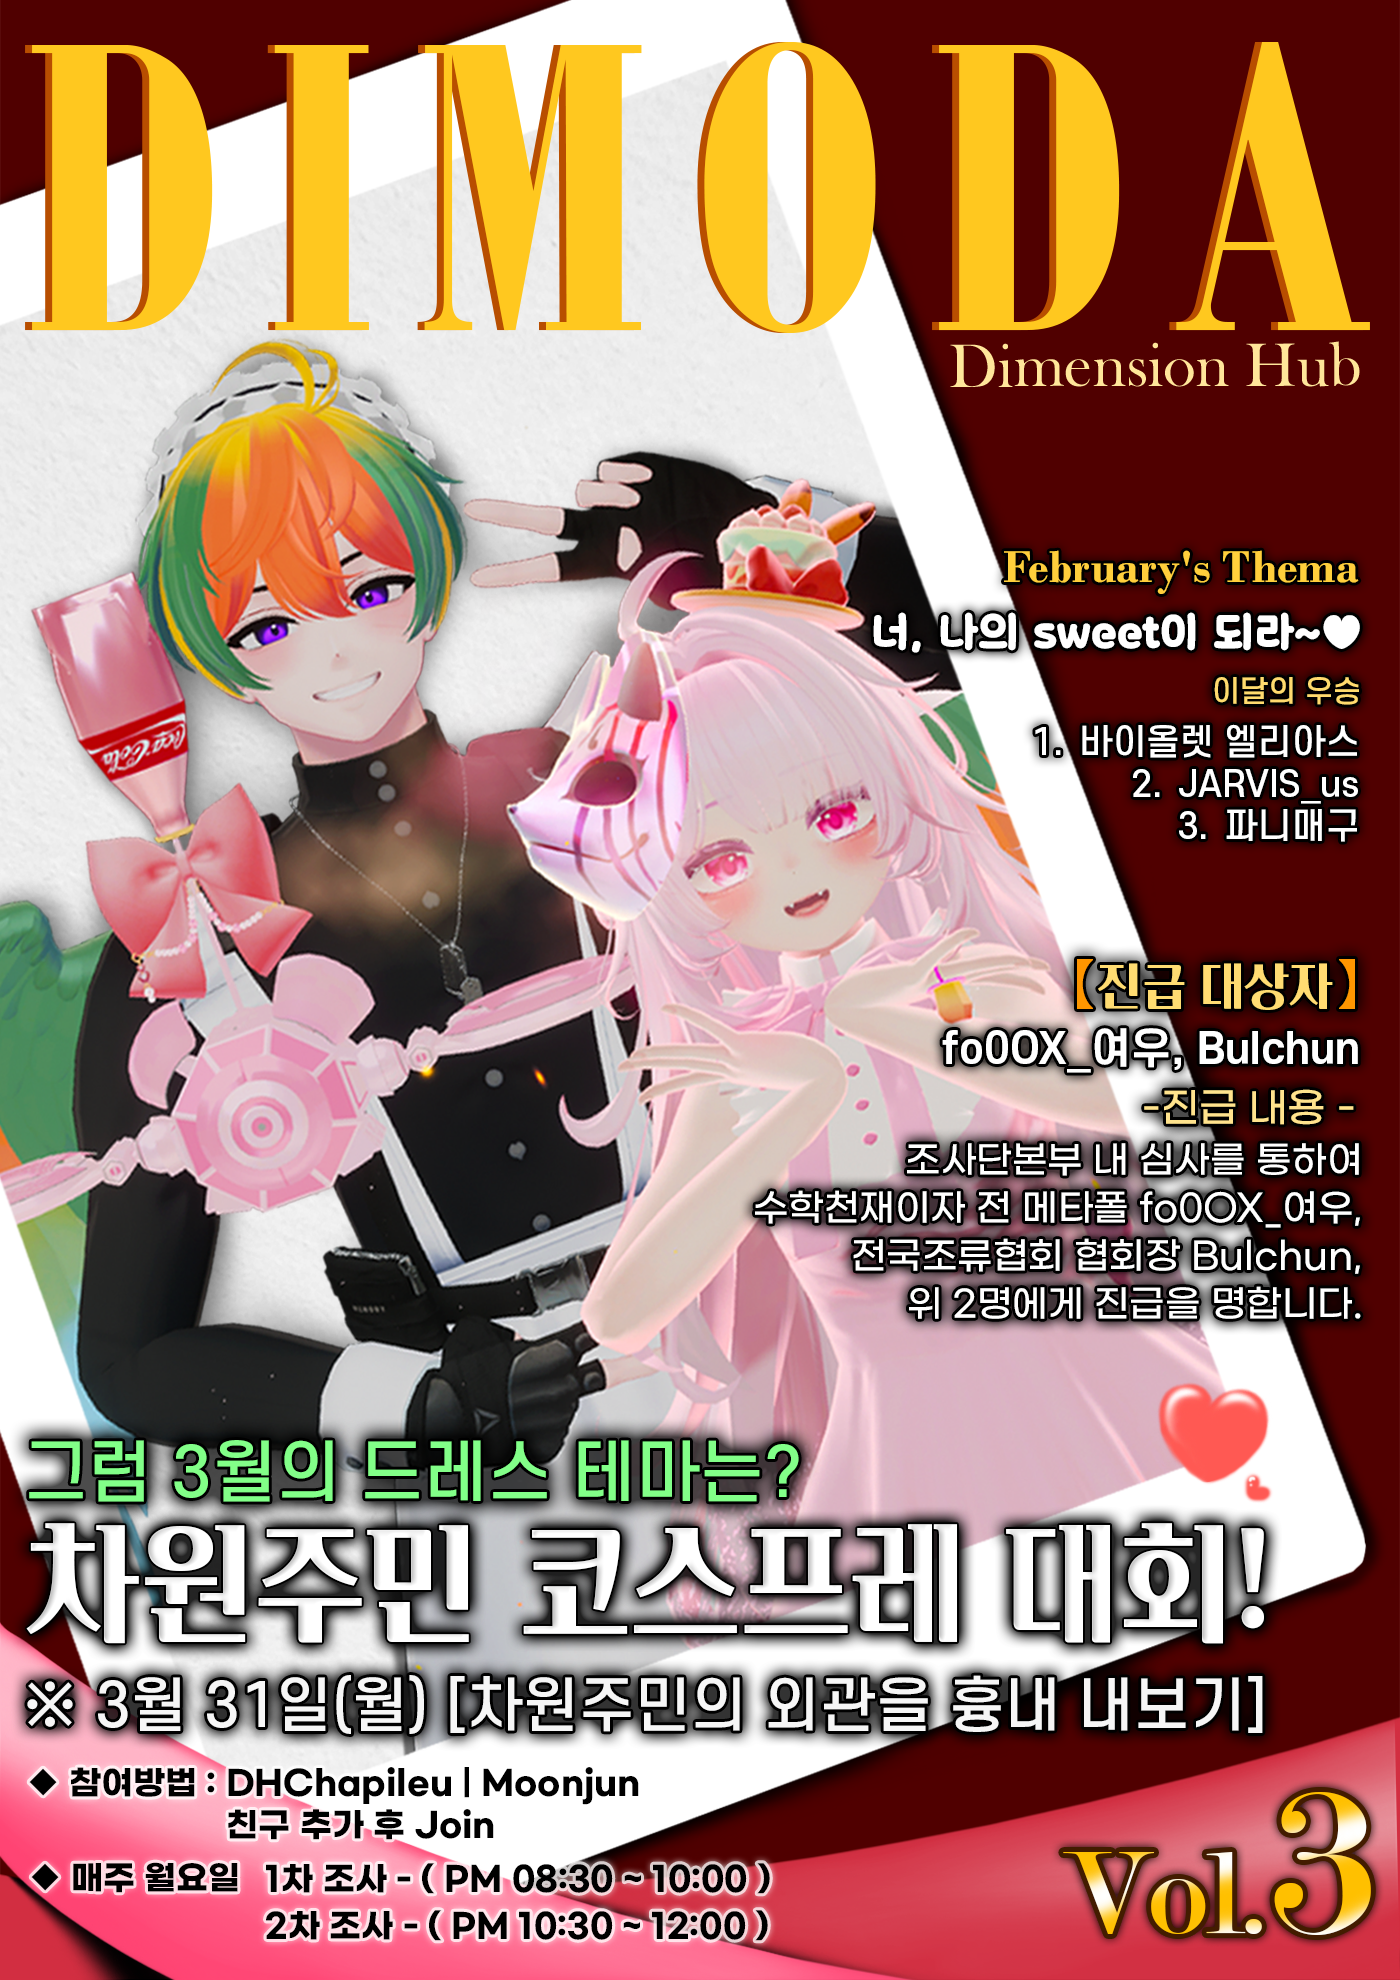 DIMODA
Dimension Hub
February's Thema
너, 나의 sweet이 되라~♥
이달의 우승
1. 바이올렛 엘리아스
2. JARVIS_us
3. 파니매구
Coca-Cola
【진급 대상자】
fo0OX_여우, Bulchun
-진급 내용 -
조사단본부 내 심사를 통하여
수학천재이자 전 메타폴 fo0OX_여우,
전국조류협회 협회장 Bulchun,
위 2명에게 진급을 명합니다.
MEMORY
그럼 3월의 드레스 테마는?
차원주민 코스프레 대회!
※ 3월 31일(월) [차원주민의 외관을 흉내 내보기]
◆ 참여방법 : DHChapileu | Moonjun
친구 추가 후 Join
◆ 매주 월요일 1차 조사 - ( PM 08:30 ~ 10:00 )
2차 조사 - ( PM 10:30 ~ 12:00 )
Vol.3